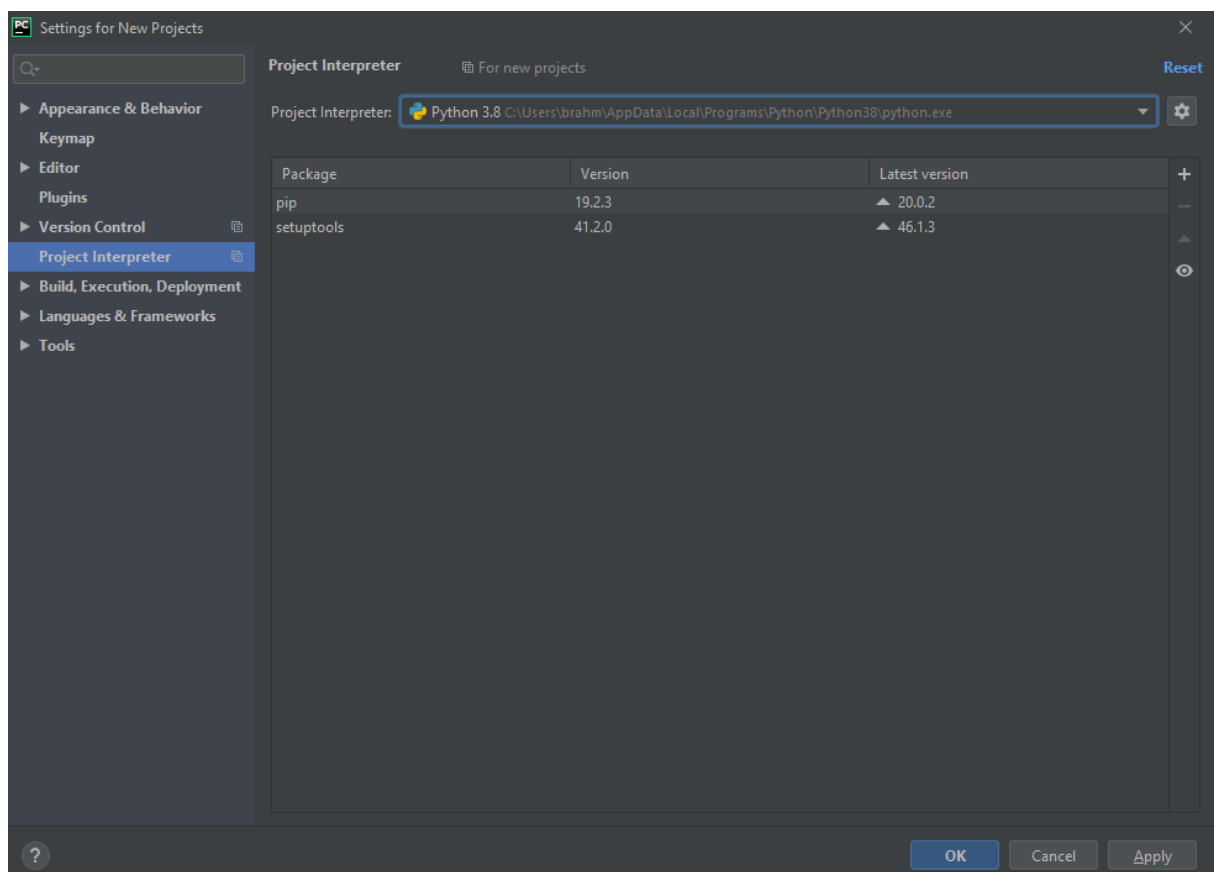 PC Settings for New Projects
Project Interpreter
For new projects
Reset
Project Interpreter: Python 3.8 C:\Users\brahm\AppData\Local\Programs\Python\Python38\python.exe
Appearance & Behavior
Keymap
Editor
Plugins
Version Control
Project Interpreter
Build, Execution, Deployment
Languages & Frameworks
Tools
Package Version Latest version
pip 19.2.3 20.0.2
setuptools 41.2.0 46.1.3
? OK Cancel Apply